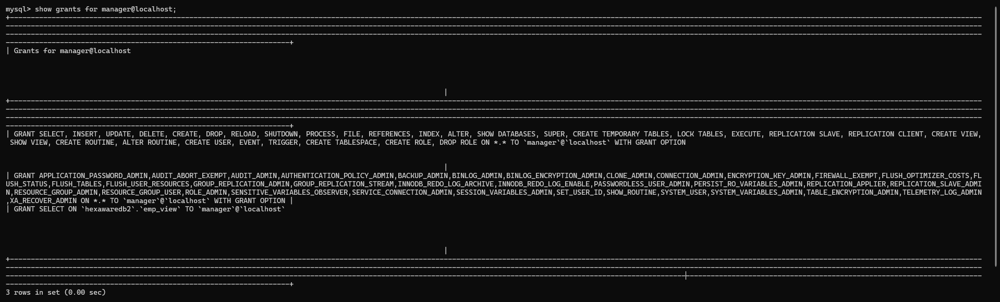 mysql> show grants for manager@localhost;
| Grants for manager@localhost
|
| GRANT SELECT, INSERT, UPDATE, DELETE, CREATE, DROP, RELOAD, SHUTDOWN, PROCESS, FILE, REFERENCES, INDEX, ALTER, SHOW DATABASES, SUPER, CREATE TEMPORARY TABLES, LOCK TABLES, EXECUTE, REPLICATION SLAVE, REPLICATION CLIENT, CREATE VIEW,
SHOW VIEW, CREATE ROUTINE, ALTER ROUTINE, CREATE USER, EVENT, TRIGGER, CREATE TABLESPACE, CREATE ROLE, DROP ROLE ON *.* TO `manager`@`localhost` WITH GRANT OPTION
|
| GRANT APPLICATION_PASSWORD_ADMIN,AUDIT_ABORT_EXEMPT,AUDIT_ADMIN,AUTHENTICATION_POLICY_ADMIN,BACKUP_ADMIN,BINLOG_ADMIN,BINLOG_ENCRYPTION_ADMIN,CLONE_ADMIN,CONNECTION_ADMIN,ENCRYPTION_KEY_ADMIN,FIREWALL_EXEMPT,FLUSH_OPTIMIZER_COSTS,FL
USH_STATUS,FLUSH_TABLES,FLUSH_USER_RESOURCES,GROUP_REPLICATION_ADMIN,GROUP_REPLICATION_STREAM,INNODB_REDO_LOG_ARCHIVE,INNODB_REDO_LOG_ENABLE,PASSWORDLESS_USER_ADMIN,PERSIST_RO_VARIABLES_ADMIN,REPLICATION_APPLIER,REPLICATION_SLAVE_ADMI
N,RESOURCE_GROUP_ADMIN,RESOURCE_GROUP_USER,ROLE_ADMIN,SENSITIVE_VARIABLES_OBSERVER,SERVICE_CONNECTION_ADMIN,SESSION_VARIABLES_ADMIN,SET_USER_ID,SHOW_ROUTINE,SYSTEM_USER,SYSTEM_VARIABLES_ADMIN,TABLE_ENCRYPTION_ADMIN,TELEMETRY_LOG_ADMIN
,XA_RECOVER_ADMIN ON *.* TO `manager`@`localhost` WITH GRANT OPTION |
| GRANT SELECT ON `hexawaredb2`.`emp_view` TO `manager`@`localhost`
|
3 rows in set (0.00 sec)